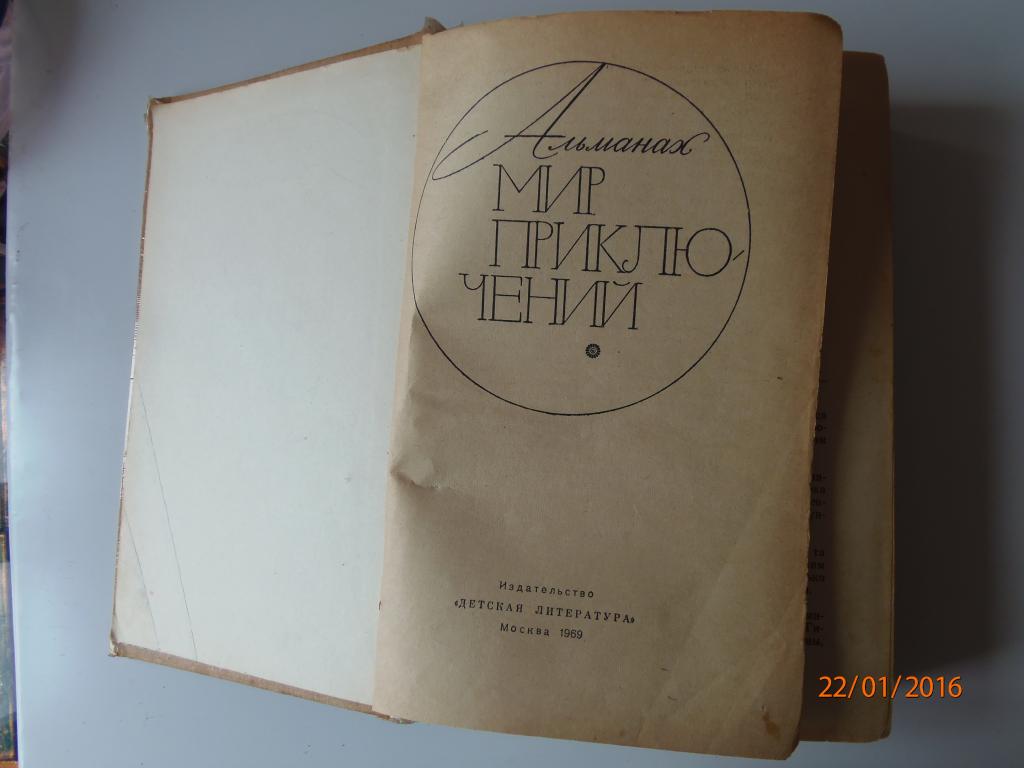 Альманах
МИР
ПРИКЛЮ-
ЧЕНИЙ
Издательство
«ДЕТСКАЯ ЛИТЕРАТУРА»
Москва 1969
22/01/2016